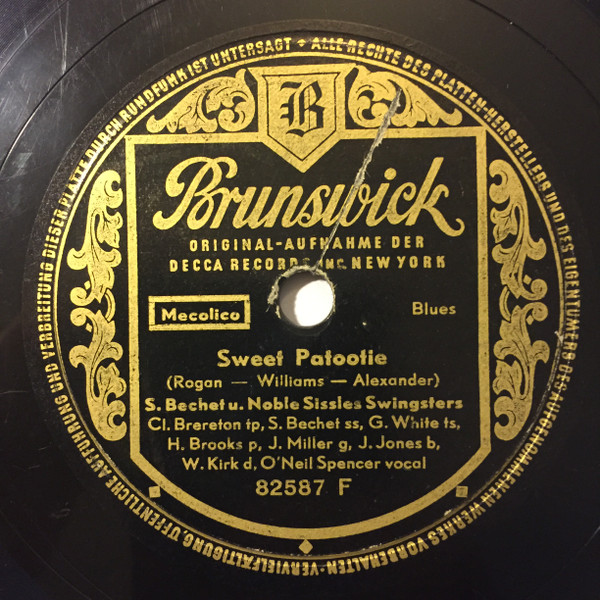 ALLE RECHTE DES PLATTEN-HERSTELLERS UND DES EIGENTÜMERS DES AUFGENOMMENEN WERKES VORBEHALTEN - VERVIELFÄLTIGUNG, ÖFFENTLICHE AUFFÜHRUNG UND VERBREITUNG DIESER PLATTE DURCH RUNDFUNK IST UNTERSAGT
B
Brunswick
ORIGINAL-AUFNAHME DER
DECCA RECORDS INC. NEW YORK
Mecolico
Blues
Sweet Patootie
(Rogan — Williams — Alexander)
S. Bechet u. Noble Sissles Swingsters
Cl. Brereton tp, S. Bechet ss, G. White ts,
H. Brooks p, J. Miller g, J. Jones b,
W. Kirk d, O'Neil Spencer vocal
82587 F